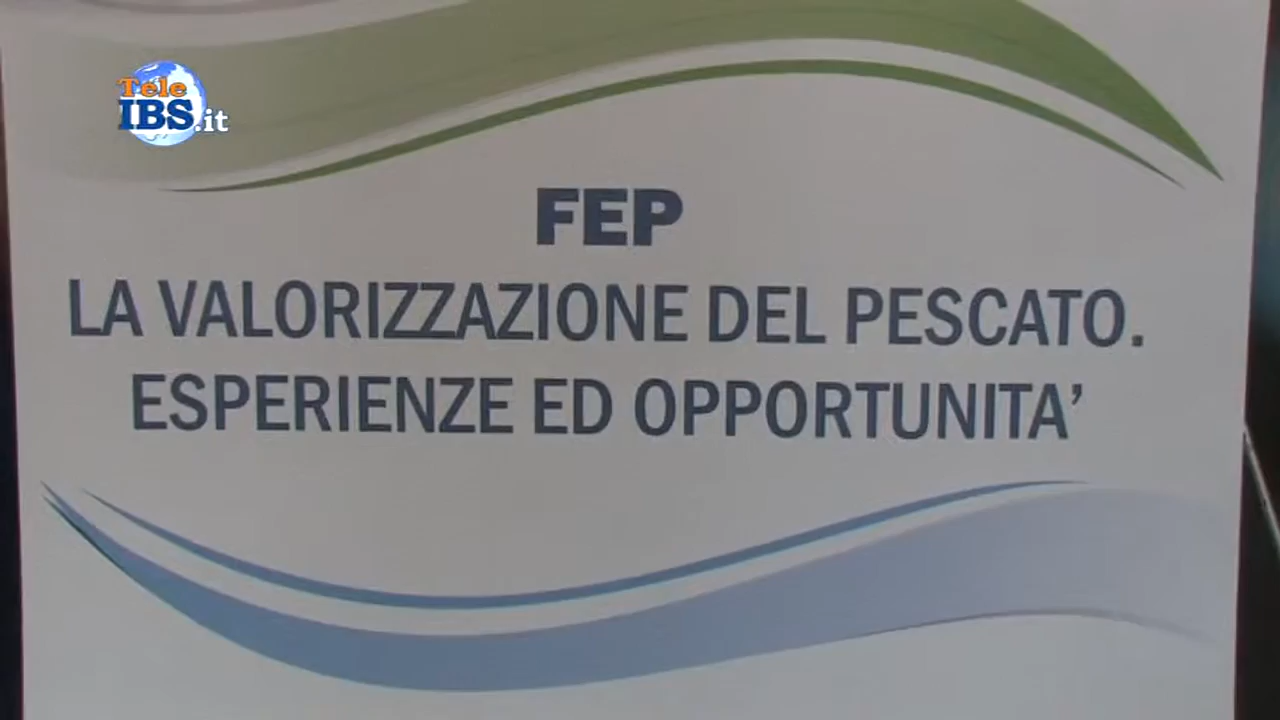 Tele
IBS.it
FEP
LA VALORIZZAZIONE DEL PESCATO.
ESPERIENZE ED OPPORTUNITA'